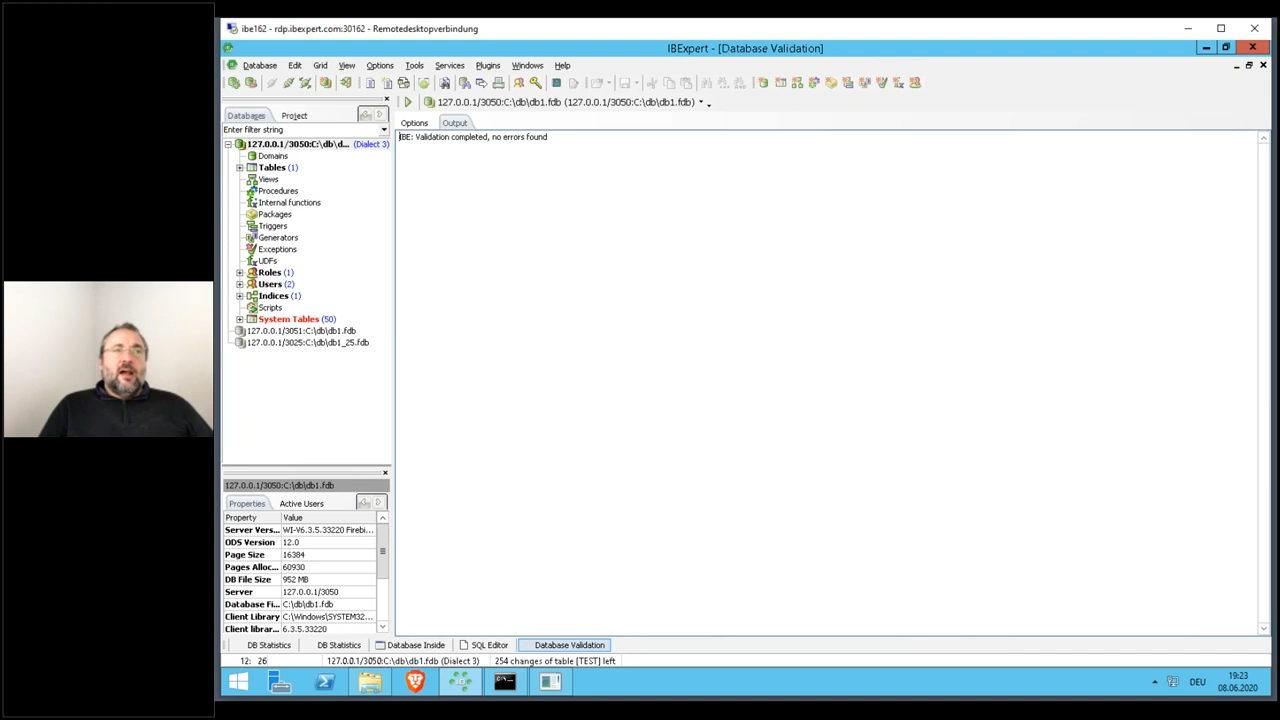 ibe162 - rdp.ibexpert.com:30162 - Remotedesktopverbindung
IBExpert - [Database Validation]
Database Edit Grid View Options Tools Services Plugins Windows Help
127.0.0.1/3050:C:\db\db1.fdb (127.0.0.1/3050:C:\db\db1.fdb)
Databases Project
Options Output
Enter filter string
IBE: Validation completed, no errors found
127.0.0.1/3050:C:\db\d... (Dialect 3)
Domains
Tables (1)
Views
Procedures
Internal functions
Packages
Triggers
Generators
Exceptions
UDFs
Roles (1)
Users (2)
Indices (1)
Scripts
System Tables (50)
127.0.0.1/3051:C:\db\db1.fdb
127.0.0.1/3025:C:\db\db1_25.fdb
127.0.0.1/3050:C:\db\db1.fdb
Properties Active Users
Property Value
Server Vers... WI-V6.3.5.33220 Firebi...
ODS Version 12.0
Page Size 16384
Pages Alloc... 60930
DB File Size 952 MB
Server 127.0.0.1/3050
Database Fi... C:\db\db1.fdb
Client Library C:\Windows\SYSTEM32...
Client librar... 6.3.5.33220
DB Statistics DB Statistics Database Inside SQL Editor Database Validation
12: 26 127.0.0.1/3050:C:\db\db1.fdb (Dialect 3) 254 changes of table [TEST] left
DEU
19:23
08.06.2020